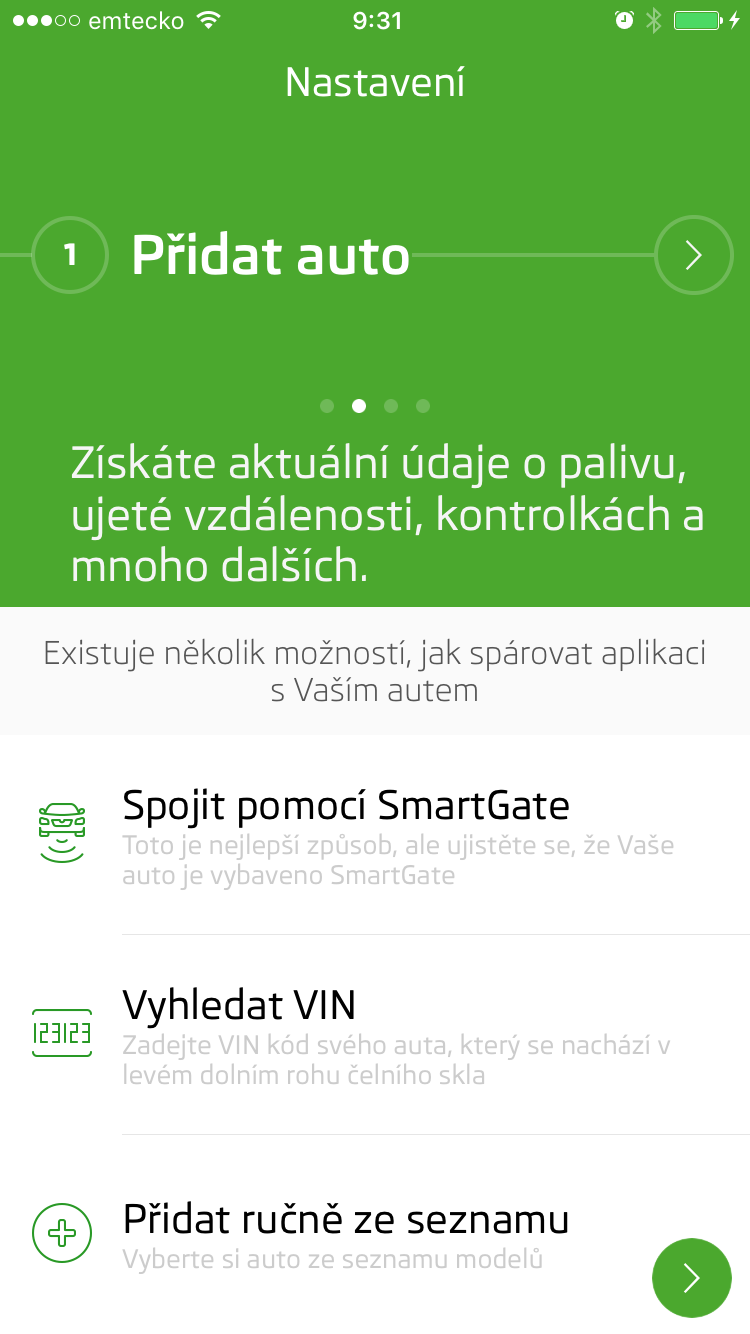 emtecko
9:31
Nastavení
1
Přidat auto
Získáte aktuální údaje o palivu,
ujeté vzdálenosti, kontrolkách a
mnoho dalších.
Existuje několik možností, jak spárovat aplikaci
s Vaším autem
Spojit pomocí SmartGate
Toto je nejlepší způsob, ale ujistěte se, že Vaše
auto je vybaveno SmartGate
Vyhledat VIN
123123
Zadejte VIN kód svého auta, který se nachází v
levém dolním rohu čelního skla
Přidat ručně ze seznamu
Vyberte si auto ze seznamu modelů